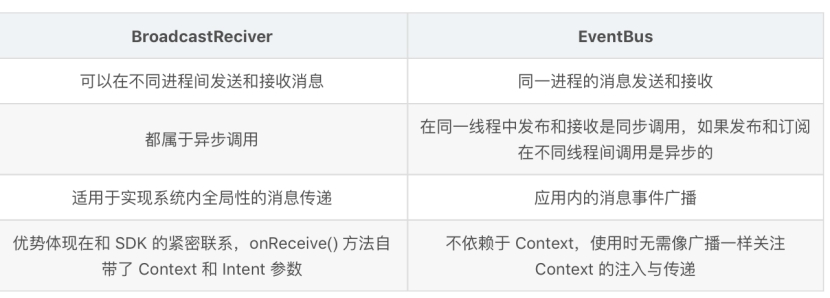 BroadcastReciver
EventBus
可以在不同进程间发送和接收消息
同一进程的消息发送和接收
都属于异步调用
在同一线程中发布和接收是同步调用，如果发布和订阅
在不同线程间调用是异步的
适用于实现系统内全局性的消息传递
应用内的消息事件广播
优势体现在和 SDK 的紧密联系，onReceive() 方法自
带了 Context 和 Intent 参数
不依赖于 Context，使用时无需像广播一样关注
Context 的注入与传递